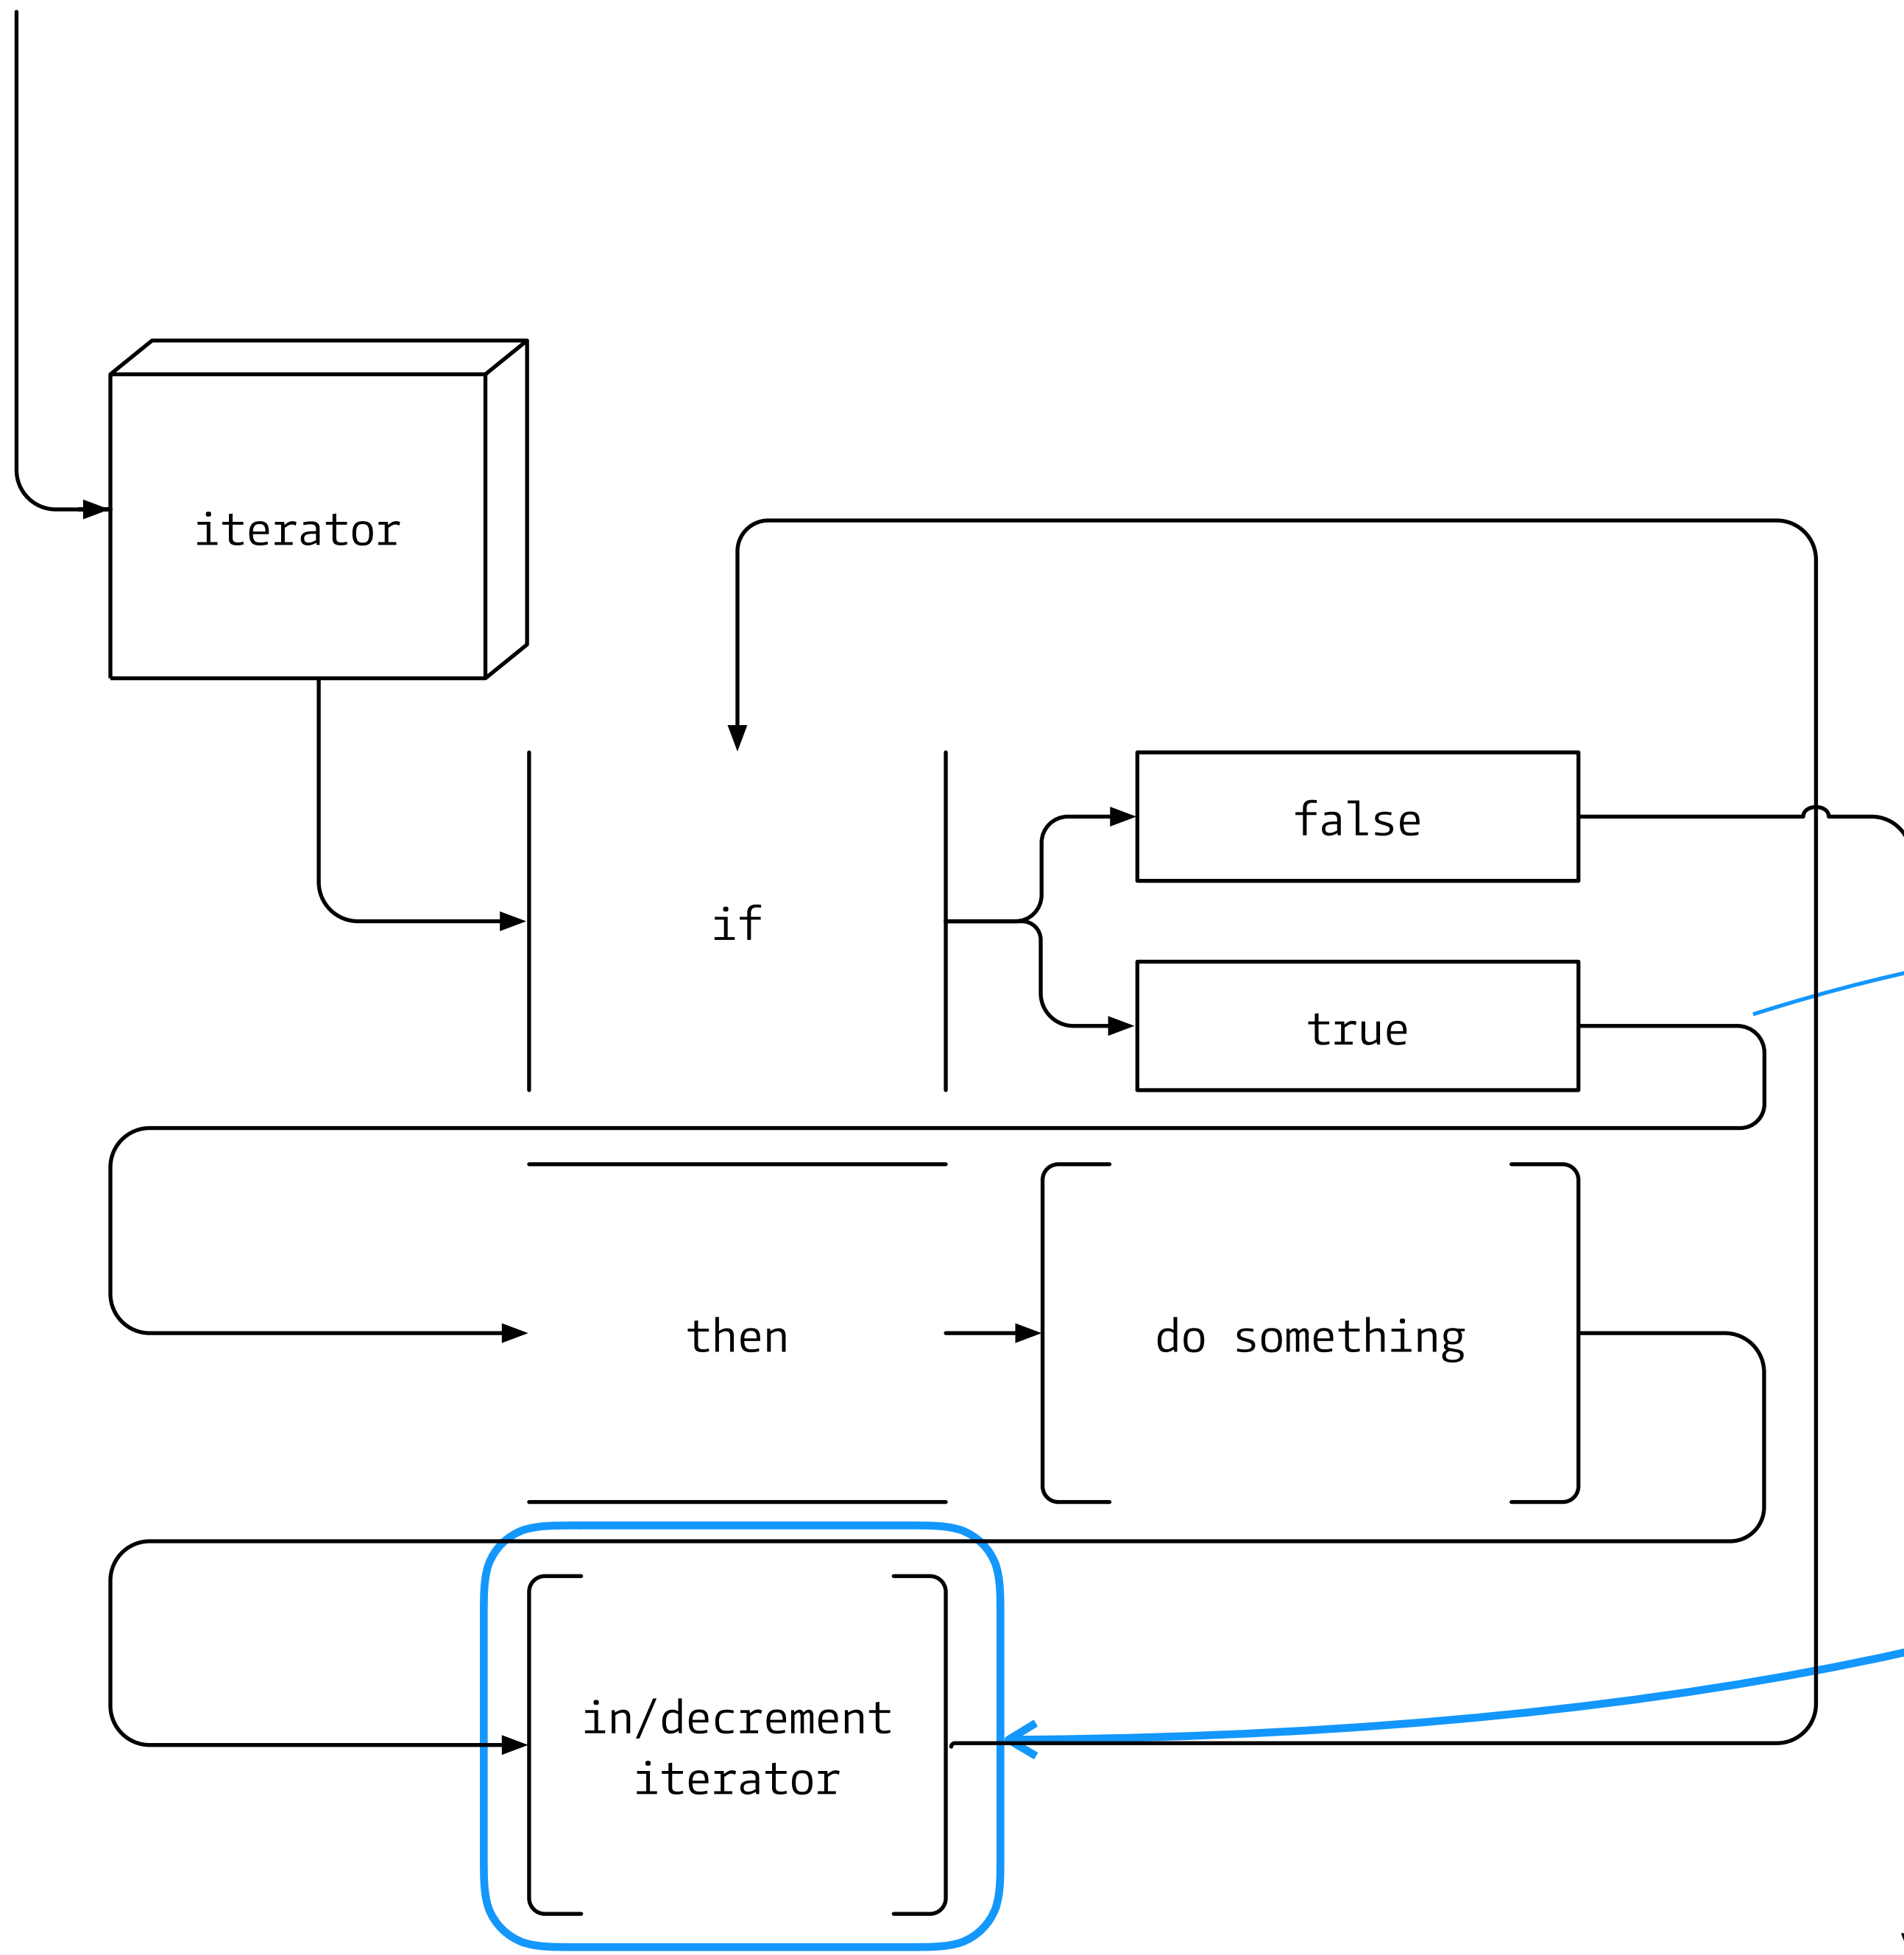 iterator
if
false
true
then
do something
in/decrement
iterator